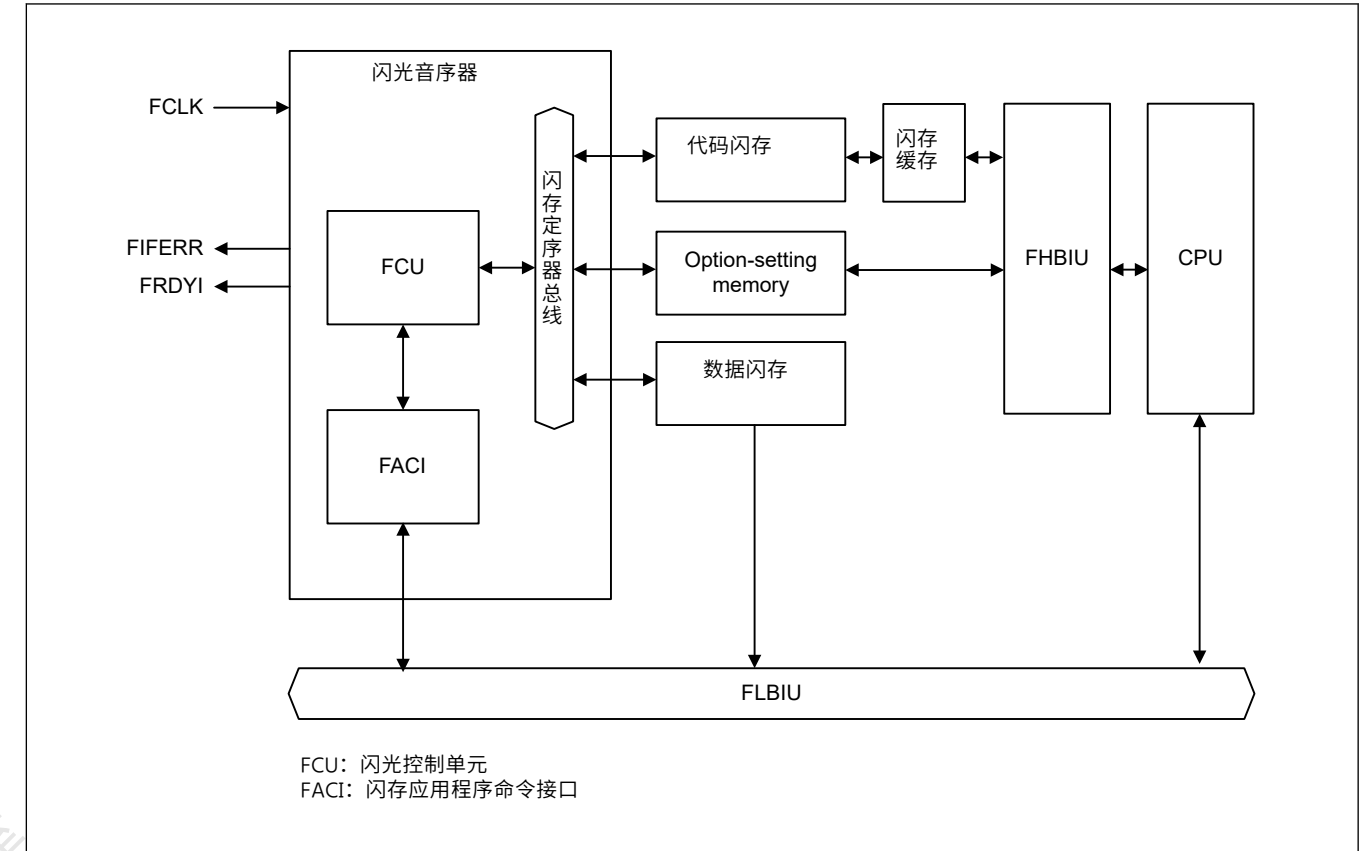 闪光音序器
FCLK
FIFERR
FRDYI
FCU
FACI
闪存定序器总线
代码闪存
闪存
缓存
Option-setting
memory
数据闪存
FHBIU
CPU
FLBIU
FCU：闪光控制单元
FACI：闪存应用程序命令接口